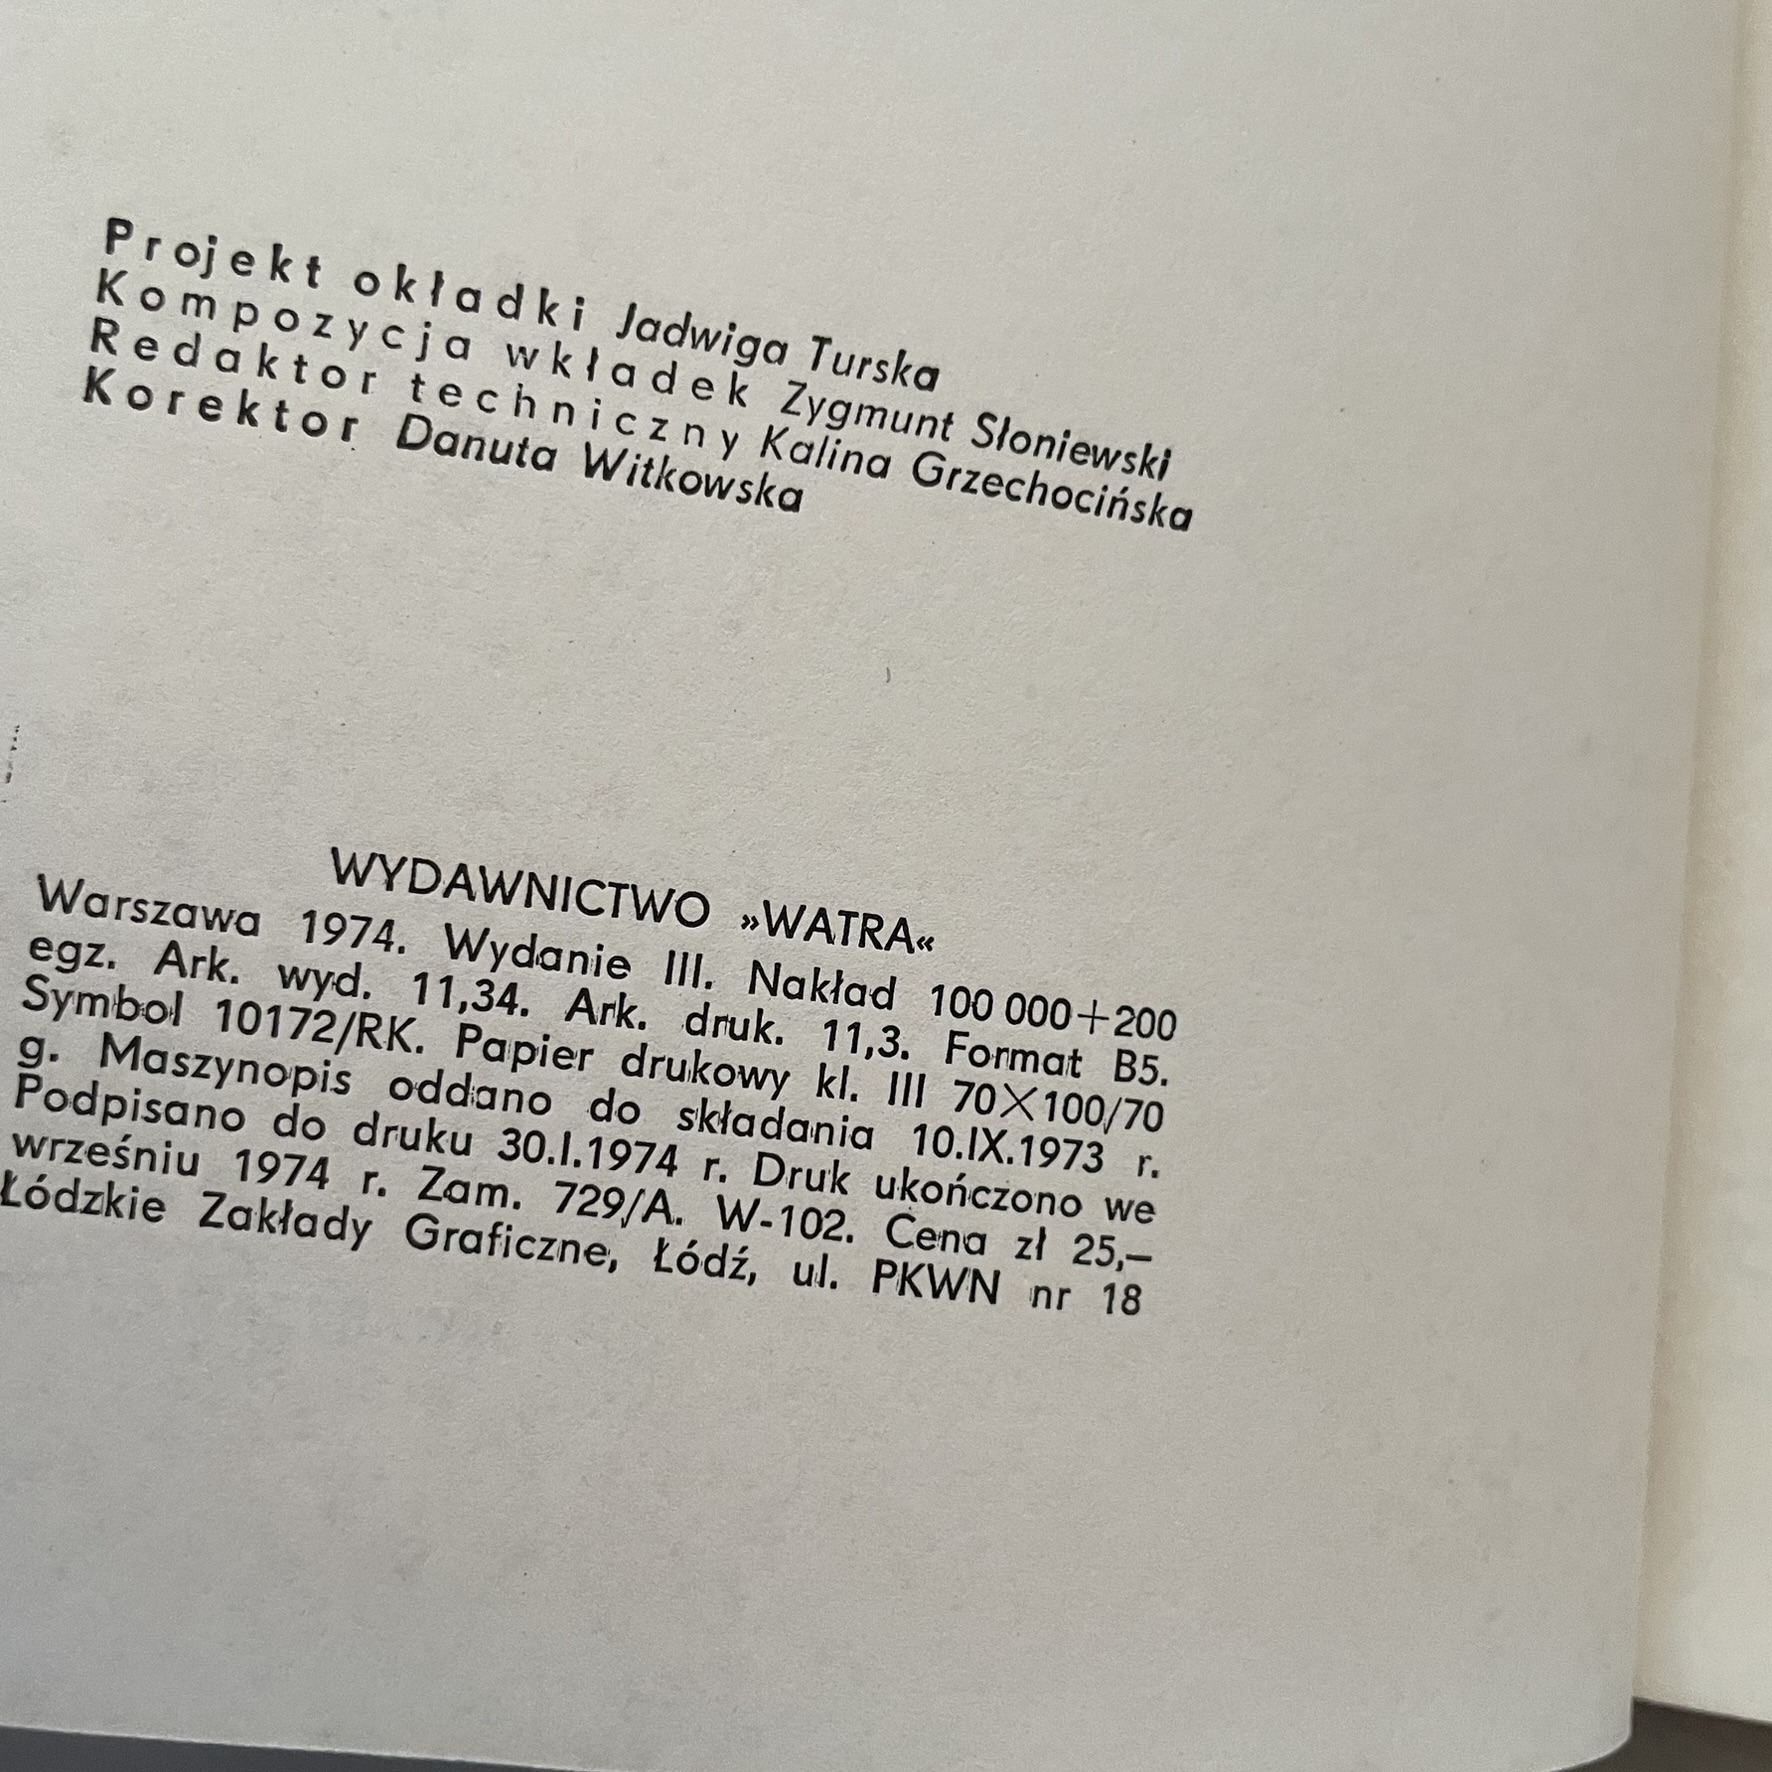 Projekt okładki Jadwiga Turska
Kompozycja wkładek Zygmunt Słoniewski
Redaktor techniczny Kalina Grzechocińska
Korektor Danuta Witkowska
WYDAWNICTWO »WATRA«
Warszawa 1974. Wydanie III. Nakład 100 000+200
egz. Ark. wyd. 11,34. Ark. druk. 11,3. Format B5.
Symbol 10172/RK. Papier drukowy kl. III 70×100/70
g. Maszynopis oddano do składania 10.IX.1973 r.
Podpisano do druku 30.I.1974 r. Druk ukończono we
wrześniu 1974 r. Zam. 729/A. W-102. Cena zł 25,—
Łódzkie Zakłady Graficzne, Łódź, ul. PKWN nr 18